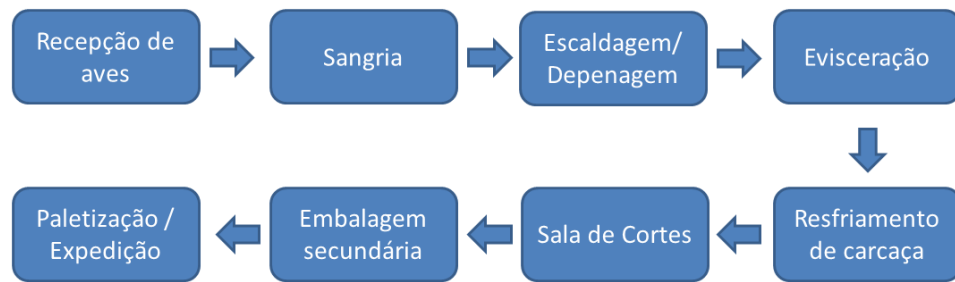 Recepção de
aves
Sangria
Escaldagem/
Depenagem
Evisceração
Resfriamento
de carcaça
Sala de Cortes
Embalagem
secundária
Paletização /
Expedição